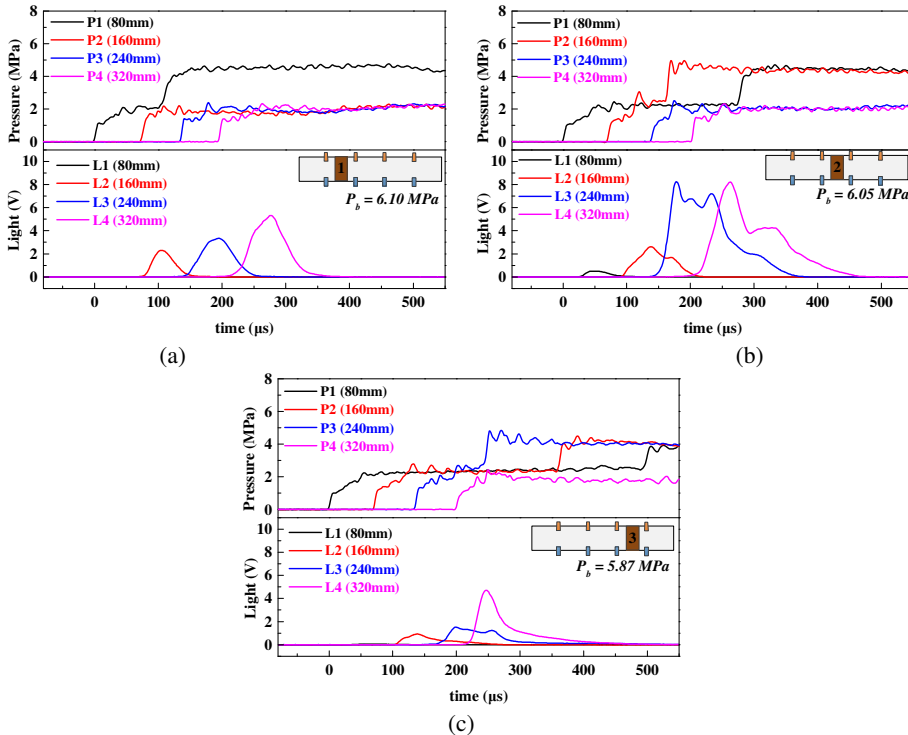 8
6
4
2
0
Pressure (MPa)
P1 (80mm)
P2 (160mm)
P3 (240mm)
P4 (320mm)
10
8
6
4
2
0
Light (V)
L1 (80mm)
L2 (160mm)
L3 (240mm)
L4 (320mm)
1
P_b = 6.10 MPa
0 100 200 300 400 500
time (μs)
(a)
8
6
4
2
0
Pressure (MPa)
P1 (80mm)
P2 (160mm)
P3 (240mm)
P4 (320mm)
10
8
6
4
2
0
Light (V)
L1 (80mm)
L2 (160mm)
L3 (240mm)
L4 (320mm)
2
P_b = 6.05 MPa
0 100 200 300 400 500
time (μs)
(b)
8
6
4
2
0
Pressure (MPa)
P1 (80mm)
P2 (160mm)
P3 (240mm)
P4 (320mm)
10
8
6
4
2
0
Light (V)
L1 (80mm)
L2 (160mm)
L3 (240mm)
L4 (320mm)
3
P_b = 5.87 MPa
0 100 200 300 400 500
time (μs)
(c)